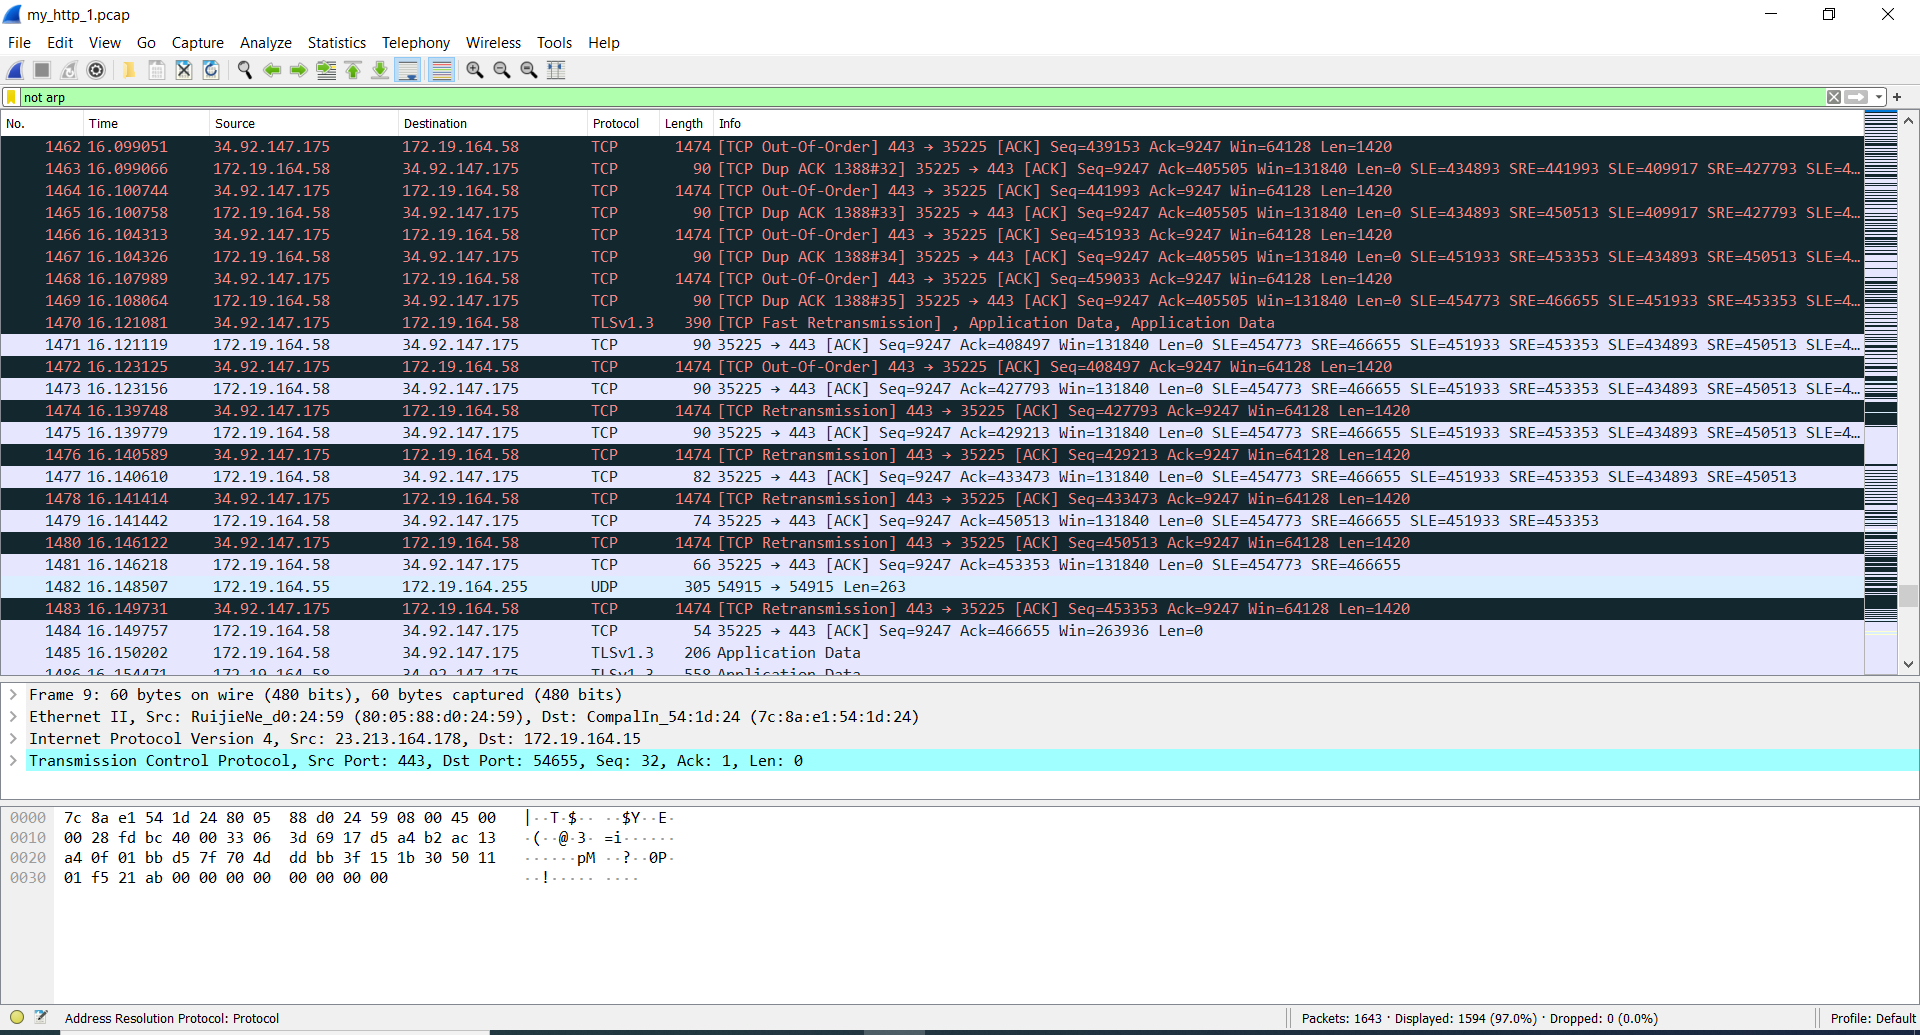 my_http_1.pcap
File Edit View Go Capture Analyze Statistics Telephony Wireless Tools Help
not arp
No. Time Source Destination Protocol Length Info
1462 16.099051 34.92.147.175 172.19.164.58 TCP 1474 [TCP Out-Of-Order] 443 → 35225 [ACK] Seq=439153 Ack=9247 Win=64128 Len=1420
1463 16.099066 172.19.164.58 34.92.147.175 TCP 90 [TCP Dup ACK 1388#32] 35225 → 443 [ACK] Seq=9247 Ack=405505 Win=131840 Len=0 SLE=434893 SRE=441993 SLE=409917 SRE=427793 SLE=4…
1464 16.100744 34.92.147.175 172.19.164.58 TCP 1474 [TCP Out-Of-Order] 443 → 35225 [ACK] Seq=441993 Ack=9247 Win=64128 Len=1420
1465 16.100758 172.19.164.58 34.92.147.175 TCP 90 [TCP Dup ACK 1388#33] 35225 → 443 [ACK] Seq=9247 Ack=405505 Win=131840 Len=0 SLE=434893 SRE=450513 SLE=409917 SRE=427793 SLE=4…
1466 16.104313 34.92.147.175 172.19.164.58 TCP 1474 [TCP Out-Of-Order] 443 → 35225 [ACK] Seq=451933 Ack=9247 Win=64128 Len=1420
1467 16.104326 172.19.164.58 34.92.147.175 TCP 90 [TCP Dup ACK 1388#34] 35225 → 443 [ACK] Seq=9247 Ack=405505 Win=131840 Len=0 SLE=451933 SRE=453353 SLE=434893 SRE=450513 SLE=4…
1468 16.107989 34.92.147.175 172.19.164.58 TCP 1474 [TCP Out-Of-Order] 443 → 35225 [ACK] Seq=459033 Ack=9247 Win=64128 Len=1420
1469 16.108064 172.19.164.58 34.92.147.175 TCP 90 [TCP Dup ACK 1388#35] 35225 → 443 [ACK] Seq=9247 Ack=405505 Win=131840 Len=0 SLE=454773 SRE=466655 SLE=451933 SRE=453353 SLE=4…
1470 16.121081 34.92.147.175 172.19.164.58 TLSv1.3 390 [TCP Fast Retransmission] , Application Data, Application Data
1471 16.121119 172.19.164.58 34.92.147.175 TCP 90 35225 → 443 [ACK] Seq=9247 Ack=408497 Win=131840 Len=0 SLE=454773 SRE=466655 SLE=451933 SRE=453353 SLE=434893 SRE=450513 SLE=4…
1472 16.123125 34.92.147.175 172.19.164.58 TCP 1474 [TCP Out-Of-Order] 443 → 35225 [ACK] Seq=408497 Ack=9247 Win=64128 Len=1420
1473 16.123156 172.19.164.58 34.92.147.175 TCP 90 35225 → 443 [ACK] Seq=9247 Ack=427793 Win=131840 Len=0 SLE=454773 SRE=466655 SLE=451933 SRE=453353 SLE=434893 SRE=450513 SLE=4…
1474 16.139748 34.92.147.175 172.19.164.58 TCP 1474 [TCP Retransmission] 443 → 35225 [ACK] Seq=427793 Ack=9247 Win=64128 Len=1420
1475 16.139779 172.19.164.58 34.92.147.175 TCP 90 35225 → 443 [ACK] Seq=9247 Ack=429213 Win=131840 Len=0 SLE=454773 SRE=466655 SLE=451933 SRE=453353 SLE=434893 SRE=450513 SLE=4…
1476 16.140589 34.92.147.175 172.19.164.58 TCP 1474 [TCP Retransmission] 443 → 35225 [ACK] Seq=429213 Ack=9247 Win=64128 Len=1420
1477 16.140610 172.19.164.58 34.92.147.175 TCP 82 35225 → 443 [ACK] Seq=9247 Ack=433473 Win=131840 Len=0 SLE=454773 SRE=466655 SLE=451933 SRE=453353 SLE=434893 SRE=450513
1478 16.141414 34.92.147.175 172.19.164.58 TCP 1474 [TCP Retransmission] 443 → 35225 [ACK] Seq=433473 Ack=9247 Win=64128 Len=1420
1479 16.141442 172.19.164.58 34.92.147.175 TCP 74 35225 → 443 [ACK] Seq=9247 Ack=450513 Win=131840 Len=0 SLE=454773 SRE=466655 SLE=451933 SRE=453353
1480 16.146122 34.92.147.175 172.19.164.58 TCP 1474 [TCP Retransmission] 443 → 35225 [ACK] Seq=450513 Ack=9247 Win=64128 Len=1420
1481 16.146218 172.19.164.58 34.92.147.175 TCP 66 35225 → 443 [ACK] Seq=9247 Ack=453353 Win=131840 Len=0 SLE=454773 SRE=466655
1482 16.148507 172.19.164.55 172.19.164.255 UDP 305 54915 → 54915 Len=263
1483 16.149731 34.92.147.175 172.19.164.58 TCP 1474 [TCP Retransmission] 443 → 35225 [ACK] Seq=453353 Ack=9247 Win=64128 Len=1420
1484 16.149757 172.19.164.58 34.92.147.175 TCP 54 35225 → 443 [ACK] Seq=9247 Ack=466655 Win=263936 Len=0
1485 16.150202 172.19.164.58 34.92.147.175 TLSv1.3 206 Application Data
1486 16.154471 172.19.164.58 34.92.147.175 TLSv1.3 558 Application Data
Frame 9: 60 bytes on wire (480 bits), 60 bytes captured (480 bits)
Ethernet II, Src: RuijieNe_d0:24:59 (80:05:88:d0:24:59), Dst: CompalIn_54:1d:24 (7c:8a:e1:54:1d:24)
Internet Protocol Version 4, Src: 23.213.164.178, Dst: 172.19.164.15
Transmission Control Protocol, Src Port: 443, Dst Port: 54655, Seq: 32, Ack: 1, Len: 0
0000 7c 8a e1 54 1d 24 80 05 88 d0 24 59 08 00 45 00 |··T·$·· ··$Y··E·
0010 00 28 fd bc 40 00 33 06 3d 69 17 d5 a4 b2 ac 13 ·(··@·3· =i······
0020 a4 0f 01 bb d5 7f 70 4d dd bb 3f 15 1b 30 50 11 ······pM ··?··0P·
0030 01 f5 21 ab 00 00 00 00 00 00 00 00 ··!····· ····
Address Resolution Protocol: Protocol
Packets: 1643 · Displayed: 1594 (97.0%) · Dropped: 0 (0.0%)
Profile: Default